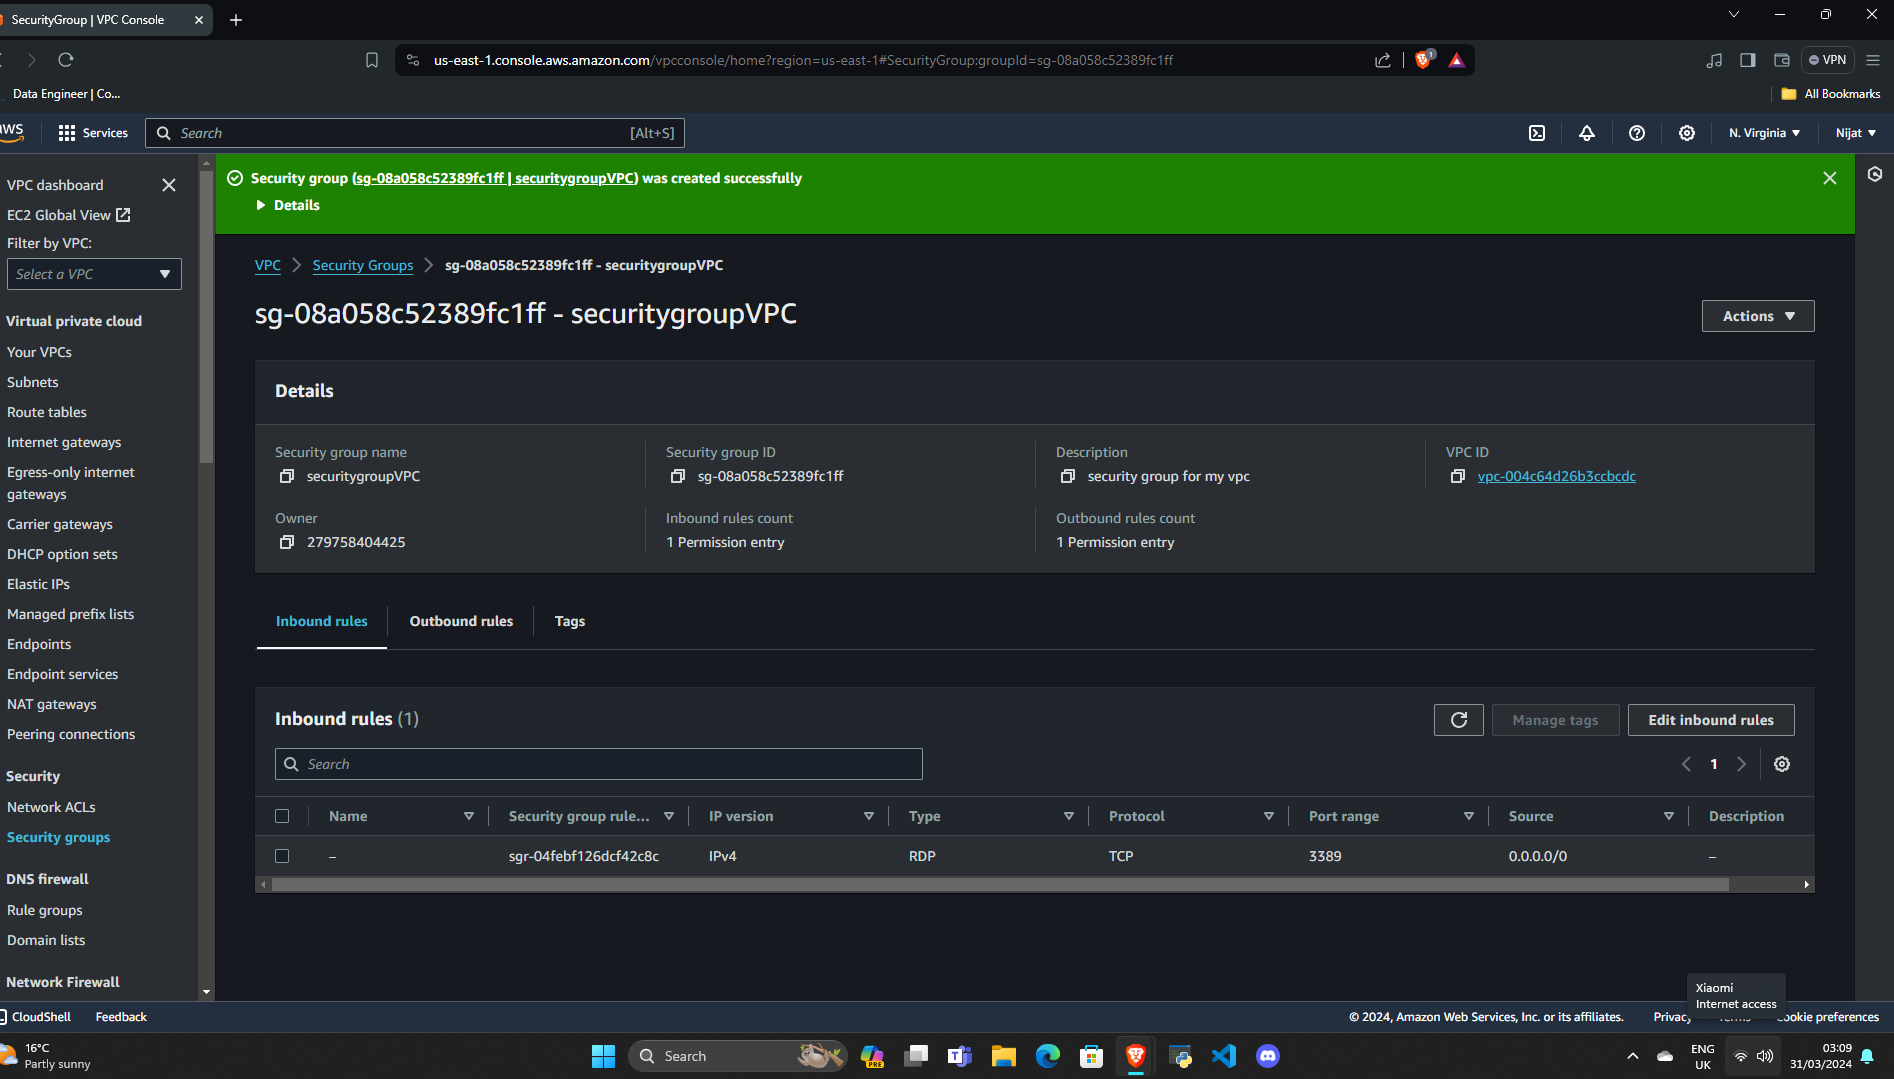 SecurityGroup | VPC Console
us-east-1.console.aws.amazon.com/vpcconsole/home?region=us-east-1#SecurityGroup:groupId=sg-08a058c52389fc1ff
1
VPN
Data Engineer | Co...
All Bookmarks
aws
Services
Search
[Alt+S]
N. Virginia
Nijat
VPC dashboard
EC2 Global View
Filter by VPC:
Select a VPC
Virtual private cloud
Your VPCs
Subnets
Route tables
Internet gateways
Egress-only internet
gateways
Carrier gateways
DHCP option sets
Elastic IPs
Managed prefix lists
Endpoints
Endpoint services
NAT gateways
Peering connections
Security
Network ACLs
Security groups
DNS firewall
Rule groups
Domain lists
Network Firewall
Security group (sg-08a058c52389fc1ff | securitygroupVPC) was created successfully
Details
VPC
Security Groups
sg-08a058c52389fc1ff - securitygroupVPC
sg-08a058c52389fc1ff - securitygroupVPC
Actions
Details
Security group name
securitygroupVPC
Security group ID
sg-08a058c52389fc1ff
Description
security group for my vpc
VPC ID
vpc-004c64d26b3ccbcdc
Owner
279758404425
Inbound rules count
1 Permission entry
Outbound rules count
1 Permission entry
Inbound rules
Outbound rules
Tags
Inbound rules (1)
Manage tags
Edit inbound rules
Search
1
Name
Security group rule...
IP version
Type
Protocol
Port range
Source
Description
–
sgr-04febf126dcf42c8c
IPv4
RDP
TCP
3389
0.0.0.0/0
–
Xiaomi
Internet access
CloudShell
Feedback
© 2024, Amazon Web Services, Inc. or its affiliates.
Privacy
Terms
Cookie preferences
16°C
Partly sunny
Search
PRE
ENG
UK
03:09
31/03/2024